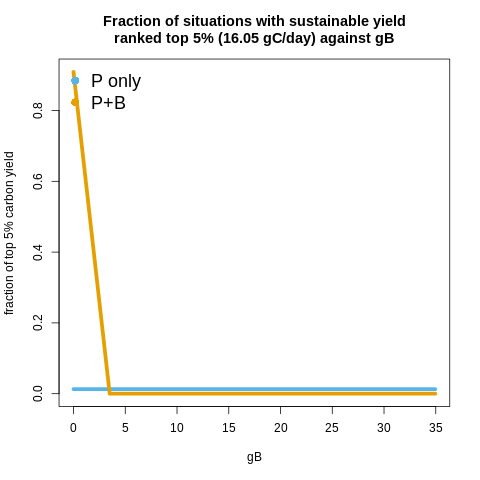 Fraction of situations with sustainable yield
ranked top 5% (16.05 gC/day) against gB
P only
P+B
fraction of top 5% carbon yield
0.8
0.6
0.4
0.2
0.0
0 5 10 15 20 25 30 35
gB